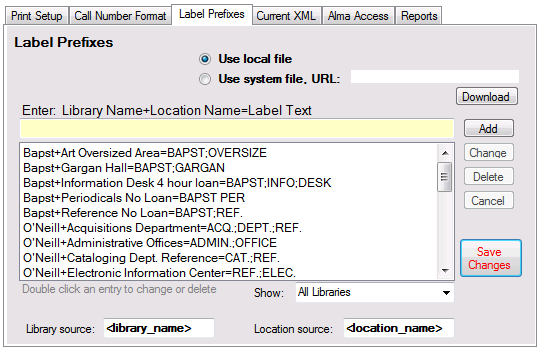 Print Setup Call Number Format Label Prefixes Current XML Alma Access Reports
Label Prefixes
Use local file
Use system file, URL:
Download
Enter: Library Name+Location Name=Label Text
Add
Bapst+Art Oversized Area=BAPST;OVERSIZE
Bapst+Gargan Hall=BAPST;GARGAN
Bapst+Information Desk 4 hour loan=BAPST;INFO;DESK
Bapst+Periodicals No Loan=BAPST PER
Bapst+Reference No Loan=BAPST;REF.
O'Neill+Acquisitions Department=ACQ.;DEPT.;REF.
O'Neill+Administrative Offices=ADMIN.;OFFICE
O'Neill+Cataloging Dept. Reference=CAT.;REF.
O'Neill+Electronic Information Center=REF.;ELEC.
Change
Delete
Cancel
Save
Changes
Double click an entry to change or delete
Show: All Libraries
Library source: <library_name> Location source: <location_name>